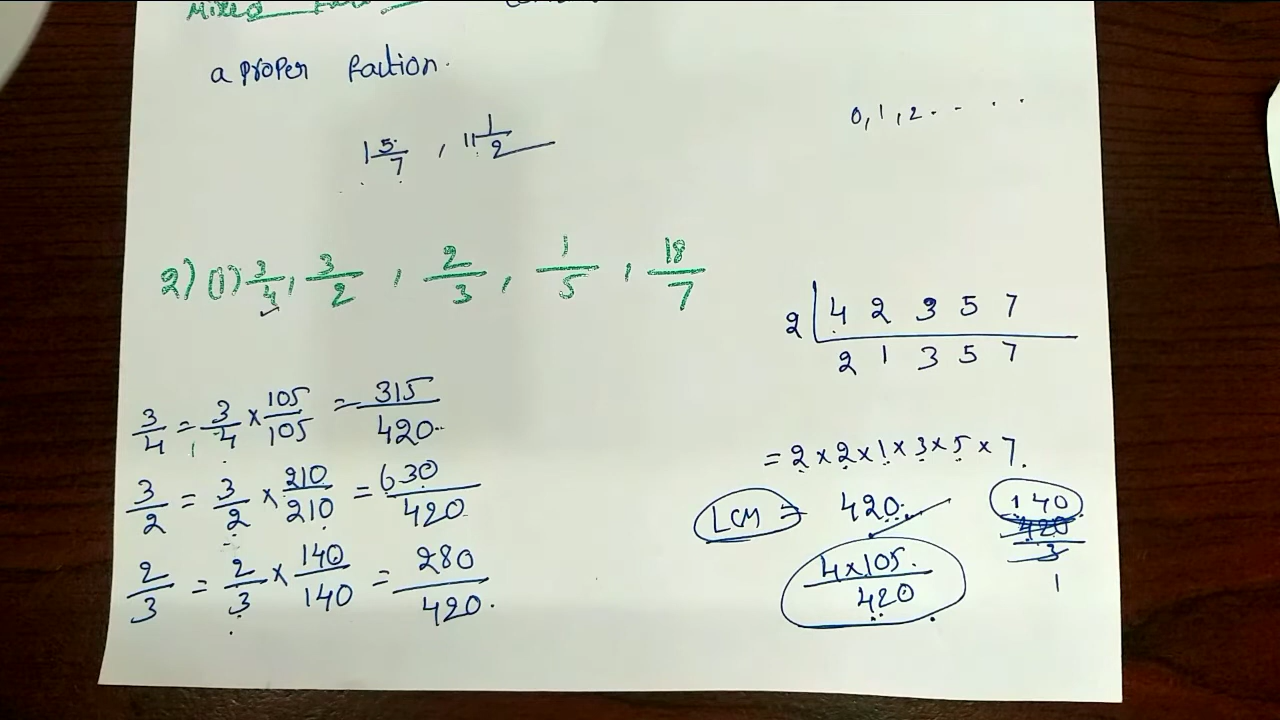 Mixed
a proper Faction.
0, 1, 2 - - . .
1 5/7 , 11 1/2
2) (i) 3/4, 3/2 , 2/3 , 1/5 , 18/7
2 | 4 2 3 5 7
2 1 3 5 7
3/4 = 3/4 × 105/105 = 315/420
= 2 × 2 × 1 × 3 × 5 × 7.
3/2 = 3/2 × 210/210 = 630/420
LCM = 420
140
420/3
1
2/3 = 2/3 × 140/140 = 280/420.
4×105/420